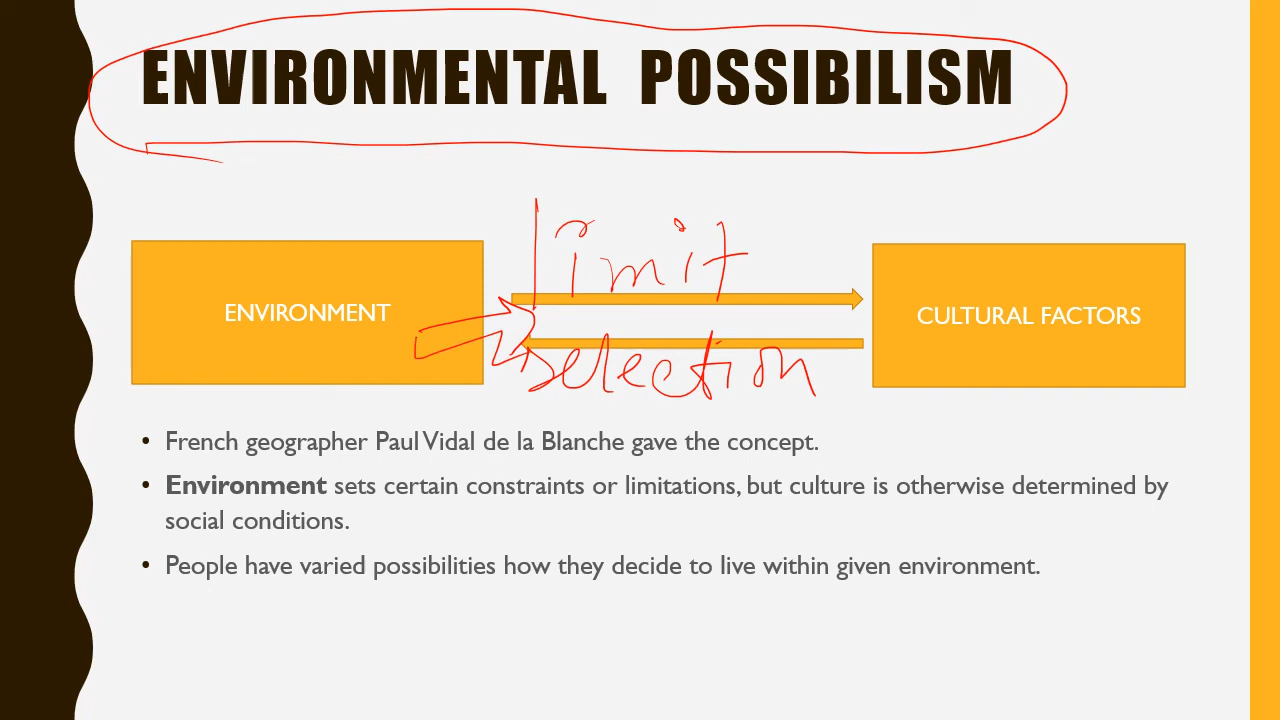 ENVIRONMENTAL POSSIBILISM
limit
ENVIRONMENT
CULTURAL FACTORS
selection
• French geographer Paul Vidal de la Blanche gave the concept.
• Environment sets certain constraints or limitations, but culture is otherwise determined by
social conditions.
• People have varied possibilities how they decide to live within given environment.